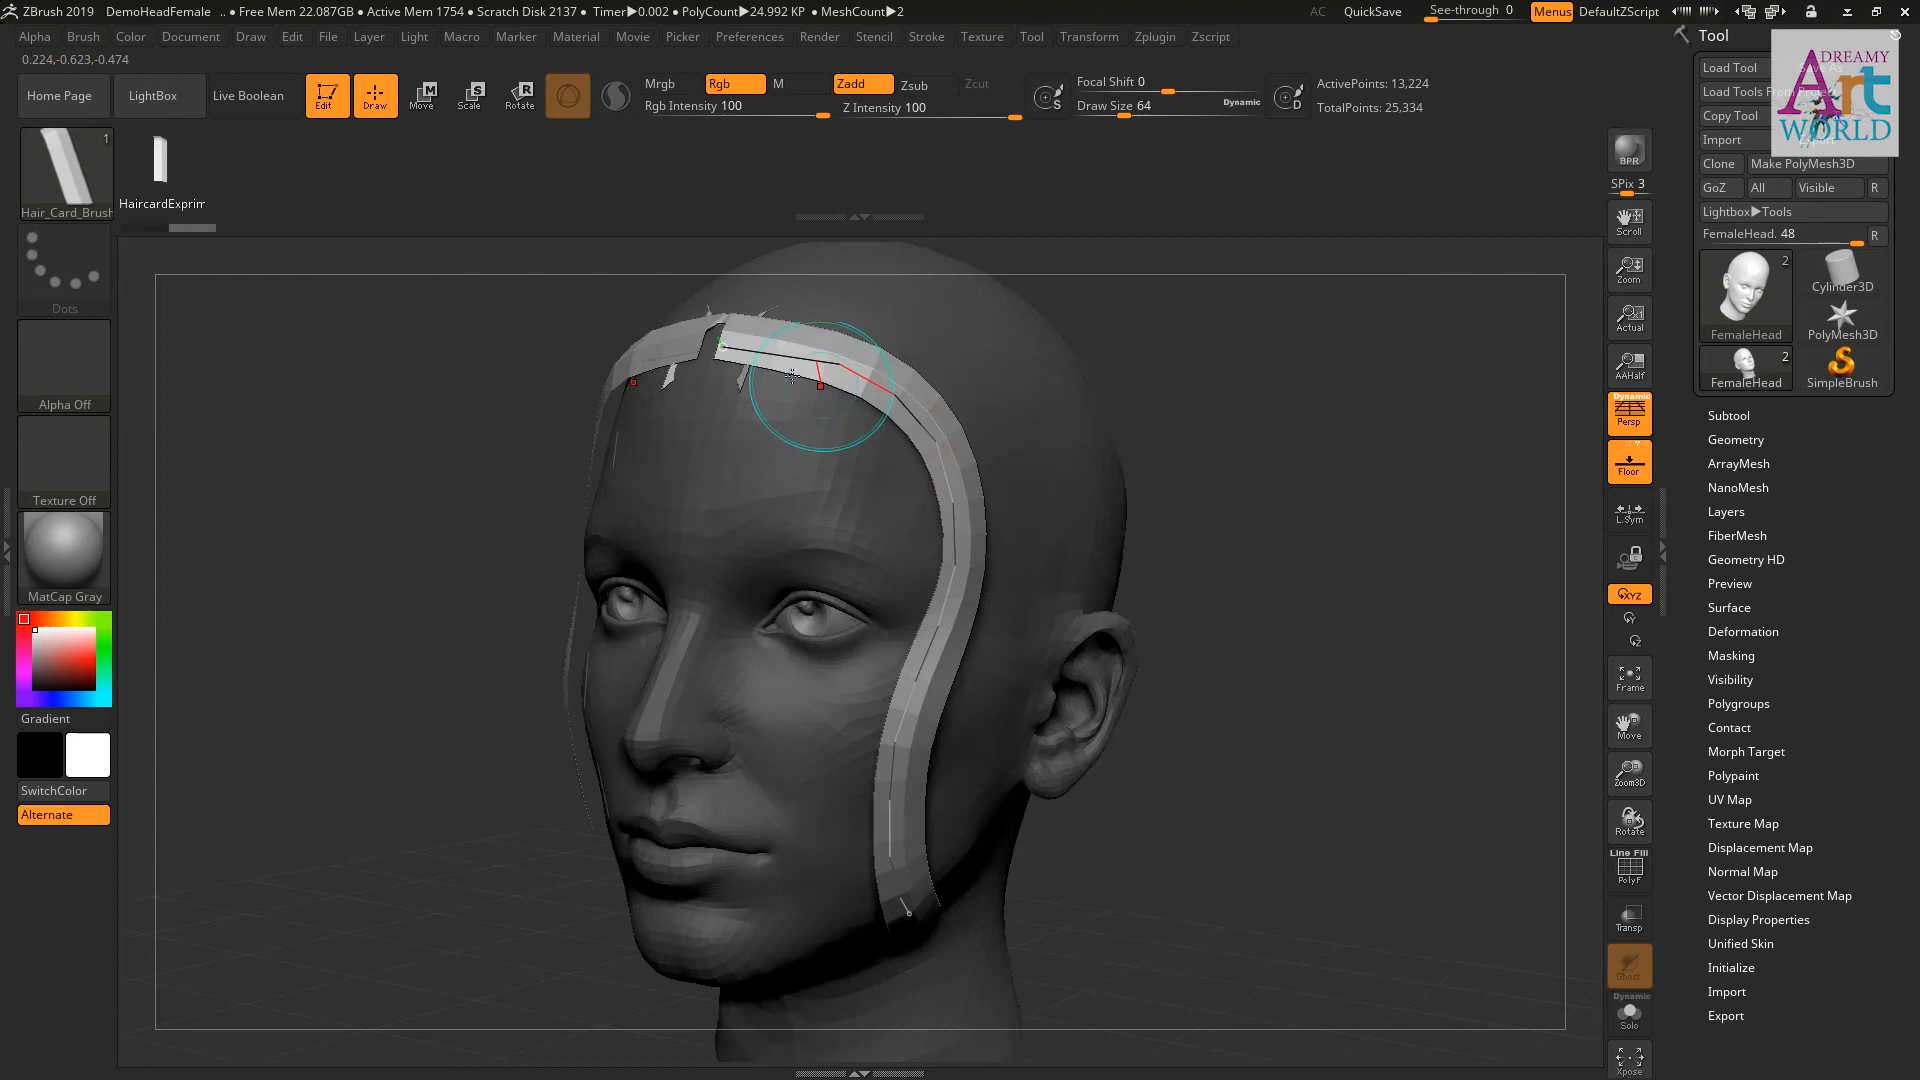 ZBrush 2019 DemoHeadFemale .. • Free Mem 22.087GB • Active Mem 1754 • Scratch Disk 2137 • Timer▶0.002 • PolyCount▶24.992 KP • MeshCount▶2 AC QuickSave See-through 0 Menus DefaultZScript
Alpha Brush Color Document Draw Edit File Layer Light Macro Marker Material Movie Picker Preferences Render Stencil Stroke Texture Tool Transform Zplugin Zscript
0.224,-0.623,-0.474
Home Page LightBox Live Boolean Edit Draw Move Scale Rotate
Mrgb Rgb M Zadd Zsub Zcut
Rgb Intensity 100 Z Intensity 100
Focal Shift 0
Draw Size 64 Dynamic
ActivePoints: 13,224
TotalPoints: 25,334
1
Hair_Card_Brush
HaircardExprim
Dots
Alpha Off
Texture Off
MatCap Gray
Gradient
SwitchColor
Alternate
BPR
SPix 3
Scroll
Zoom
Actual
AAHalf
Dynamic
Persp
Floor
L.Sym
XYZ
Frame
Move
Zoom3D
Rotate
Line Fill
PolyF
Transp
Ghost
Dynamic
Solo
Xpose
Tool
Load Tool
Load Tools From Project
Copy Tool
Import
Clone Make PolyMesh3D
GoZ All Visible R
Lightbox▶Tools
FemaleHead. 48 R
2
FemaleHead
Cylinder3D
PolyMesh3D
2
FemaleHead
SimpleBrush
DREAMY
Art
WORLD
Subtool
Geometry
ArrayMesh
NanoMesh
Layers
FiberMesh
Geometry HD
Preview
Surface
Deformation
Masking
Visibility
Polygroups
Contact
Morph Target
Polypaint
UV Map
Texture Map
Displacement Map
Normal Map
Vector Displacement Map
Display Properties
Unified Skin
Initialize
Import
Export